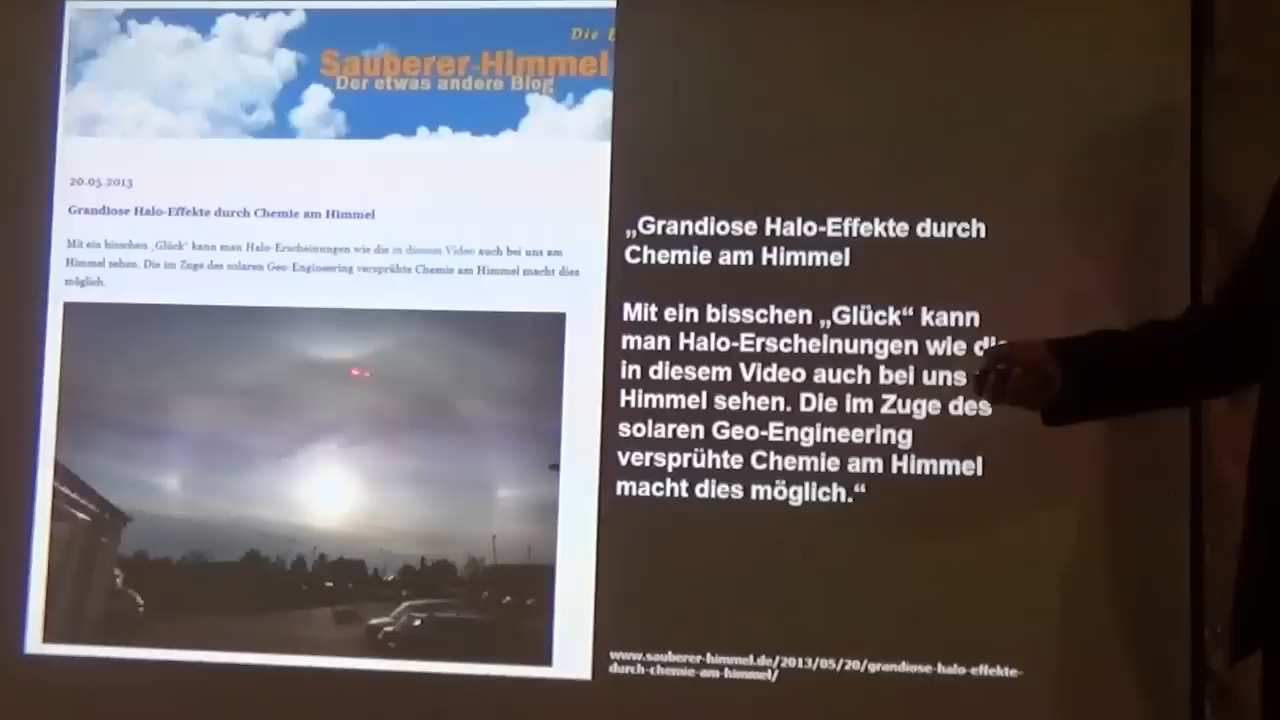 Die
Sauberer-Himmel
Der etwas andere Blog
20.05.2013
Grandiose Halo-Effekte durch Chemie am Himmel
Mit ein bisschen „Glück“ kann man Halo-Erscheinungen wie die in diesem Video auch bei uns am
Himmel sehen. Die im Zuge des solaren Geo-Engineering versprühte Chemie am Himmel macht dies
möglich.
„Grandiose Halo-Effekte durch
Chemie am Himmel
Mit ein bisschen „Glück“ kann
man Halo-Erscheinungen wie
in diesem Video auch bei uns
Himmel sehen. Die im Zuge des
solaren Geo-Engineering
versprühte Chemie am Himmel
macht dies möglich.“
www.sauberer-himmel.de/2013/05/20/grandiose-halo-effekte-
durch-chemie-am-himmel/